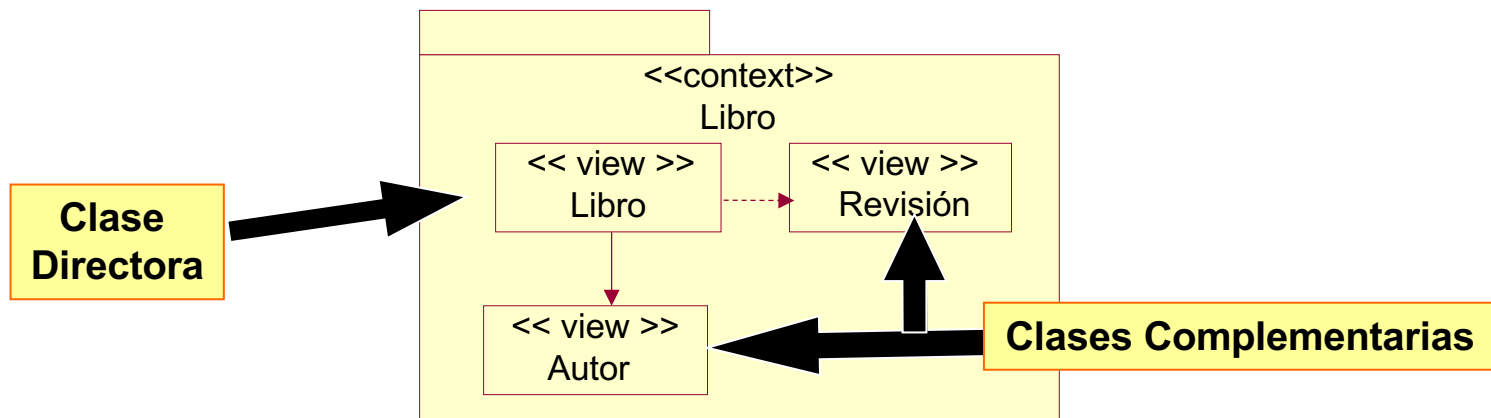 <<context>>
Libro
<< view >>
Libro
<< view >>
Revisión
Clase
Directora
<< view >>
Autor
Clases Complementarias